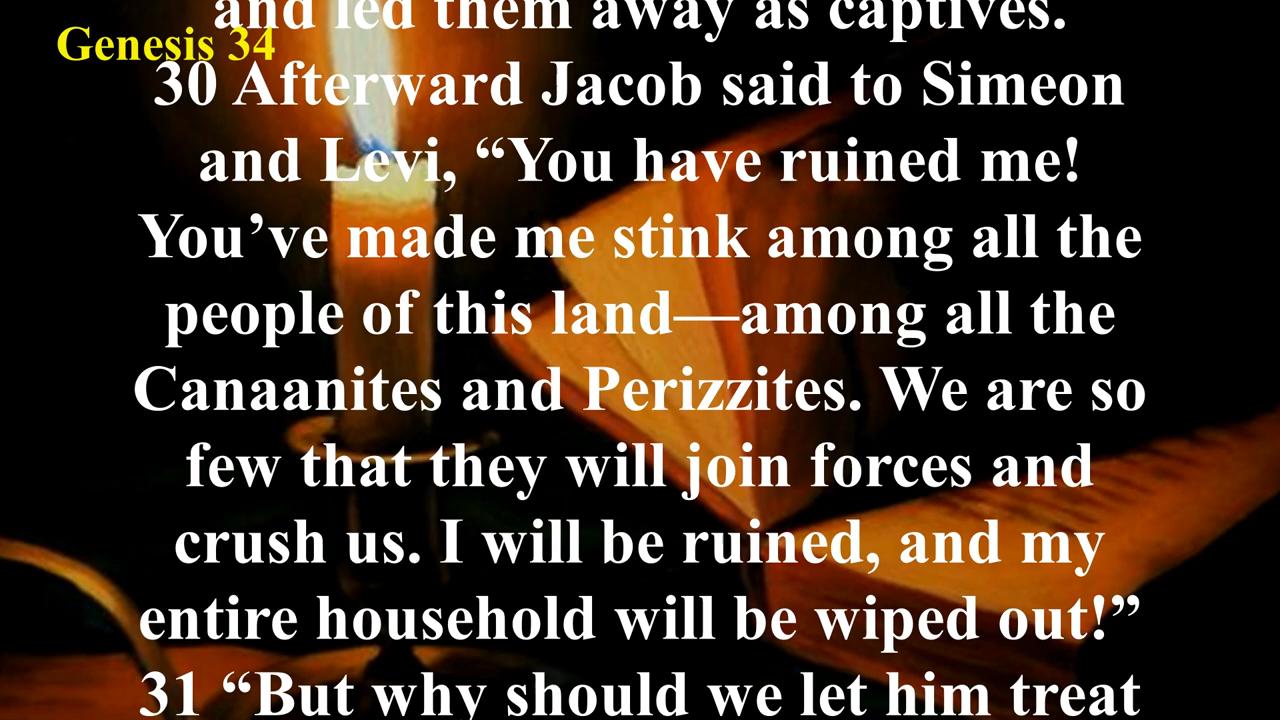 and led them away as captives.
Genesis 34
30 Afterward Jacob said to Simeon
and Levi, “You have ruined me!
You’ve made me stink among all the
people of this land—among all the
Canaanites and Perizzites. We are so
few that they will join forces and
crush us. I will be ruined, and my
entire household will be wiped out!”
31 “But why should we let him treat